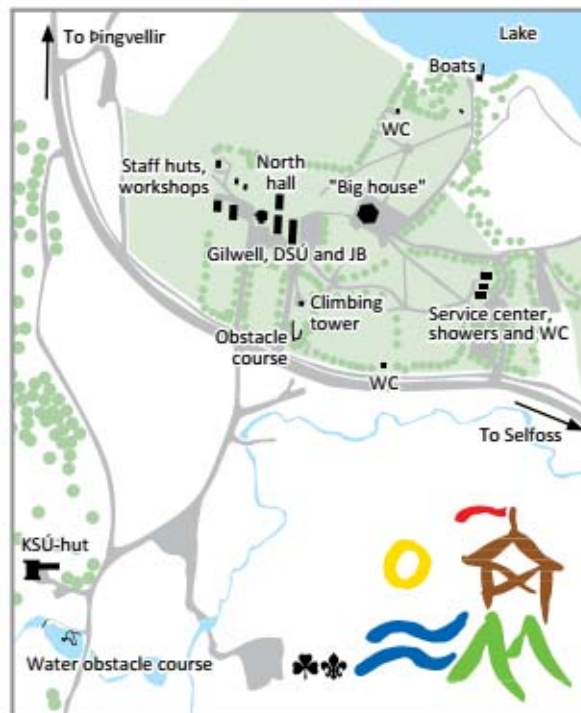 To Þingvellir
Lake
Boats
WC
Staff huts,
workshops
North
hall
"Big house"
Gilwell, DSÚ and JB
Climbing
tower
Service center,
showers and WC
Obstacle
course
WC
To Selfoss
KSÚ-hut
Water obstacle course